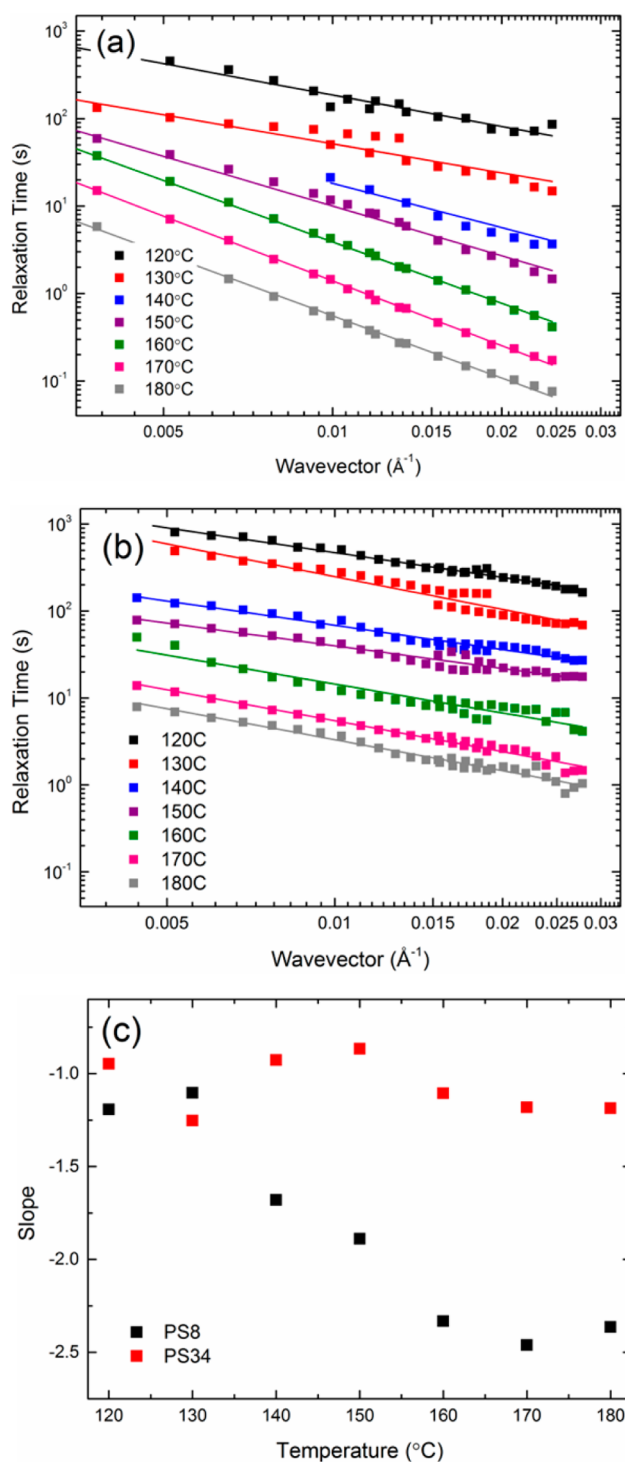 (a)
10³
10²
10¹
10⁰
10⁻¹
Relaxation Time (s)
120°C
130°C
140°C
150°C
160°C
170°C
180°C
0.005 0.01 0.015 0.02 0.025 0.03
Wavevector (Å⁻¹)
(b)
10³
10²
10¹
10⁰
10⁻¹
Relaxation Time (s)
120C
130C
140C
150C
160C
170C
180C
0.005 0.01 0.015 0.02 0.025 0.03
Wavevector (Å⁻¹)
(c)
-1.0
-1.5
-2.0
-2.5
Slope
PS8
PS34
120 130 140 150 160 170 180
Temperature (°C)